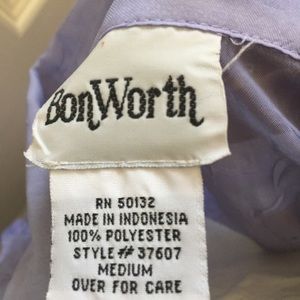 BonWorth
RN 50132
MADE IN INDONESIA
100% POLYESTER
STYLE# 37607
MEDIUM
OVER FOR CARE